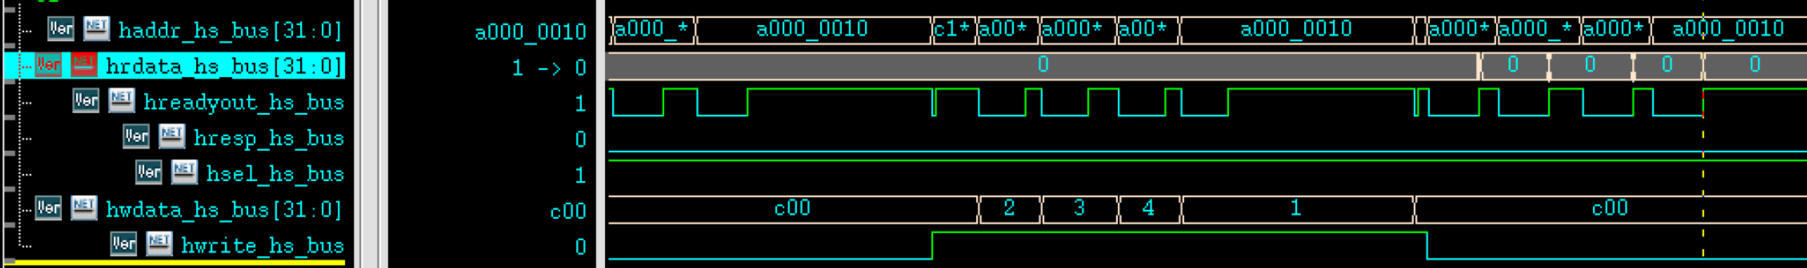 Ver NET haddr_hs_bus[31:0] a000_0010 a000_* a000_0010 c1* a00* a000* a00* a000_0010 a000* a000_* a000* a000_0010
Ver NET hrdata_hs_bus[31:0] 1 -> 0 0 0 0 0 0
Ver NET hreadyout_hs_bus 1
Ver NET hresp_hs_bus 0
Ver NET hsel_hs_bus 1
Ver NET hwdata_hs_bus[31:0] c00 c00 2 3 4 1 c00
Ver NET hwrite_hs_bus 0